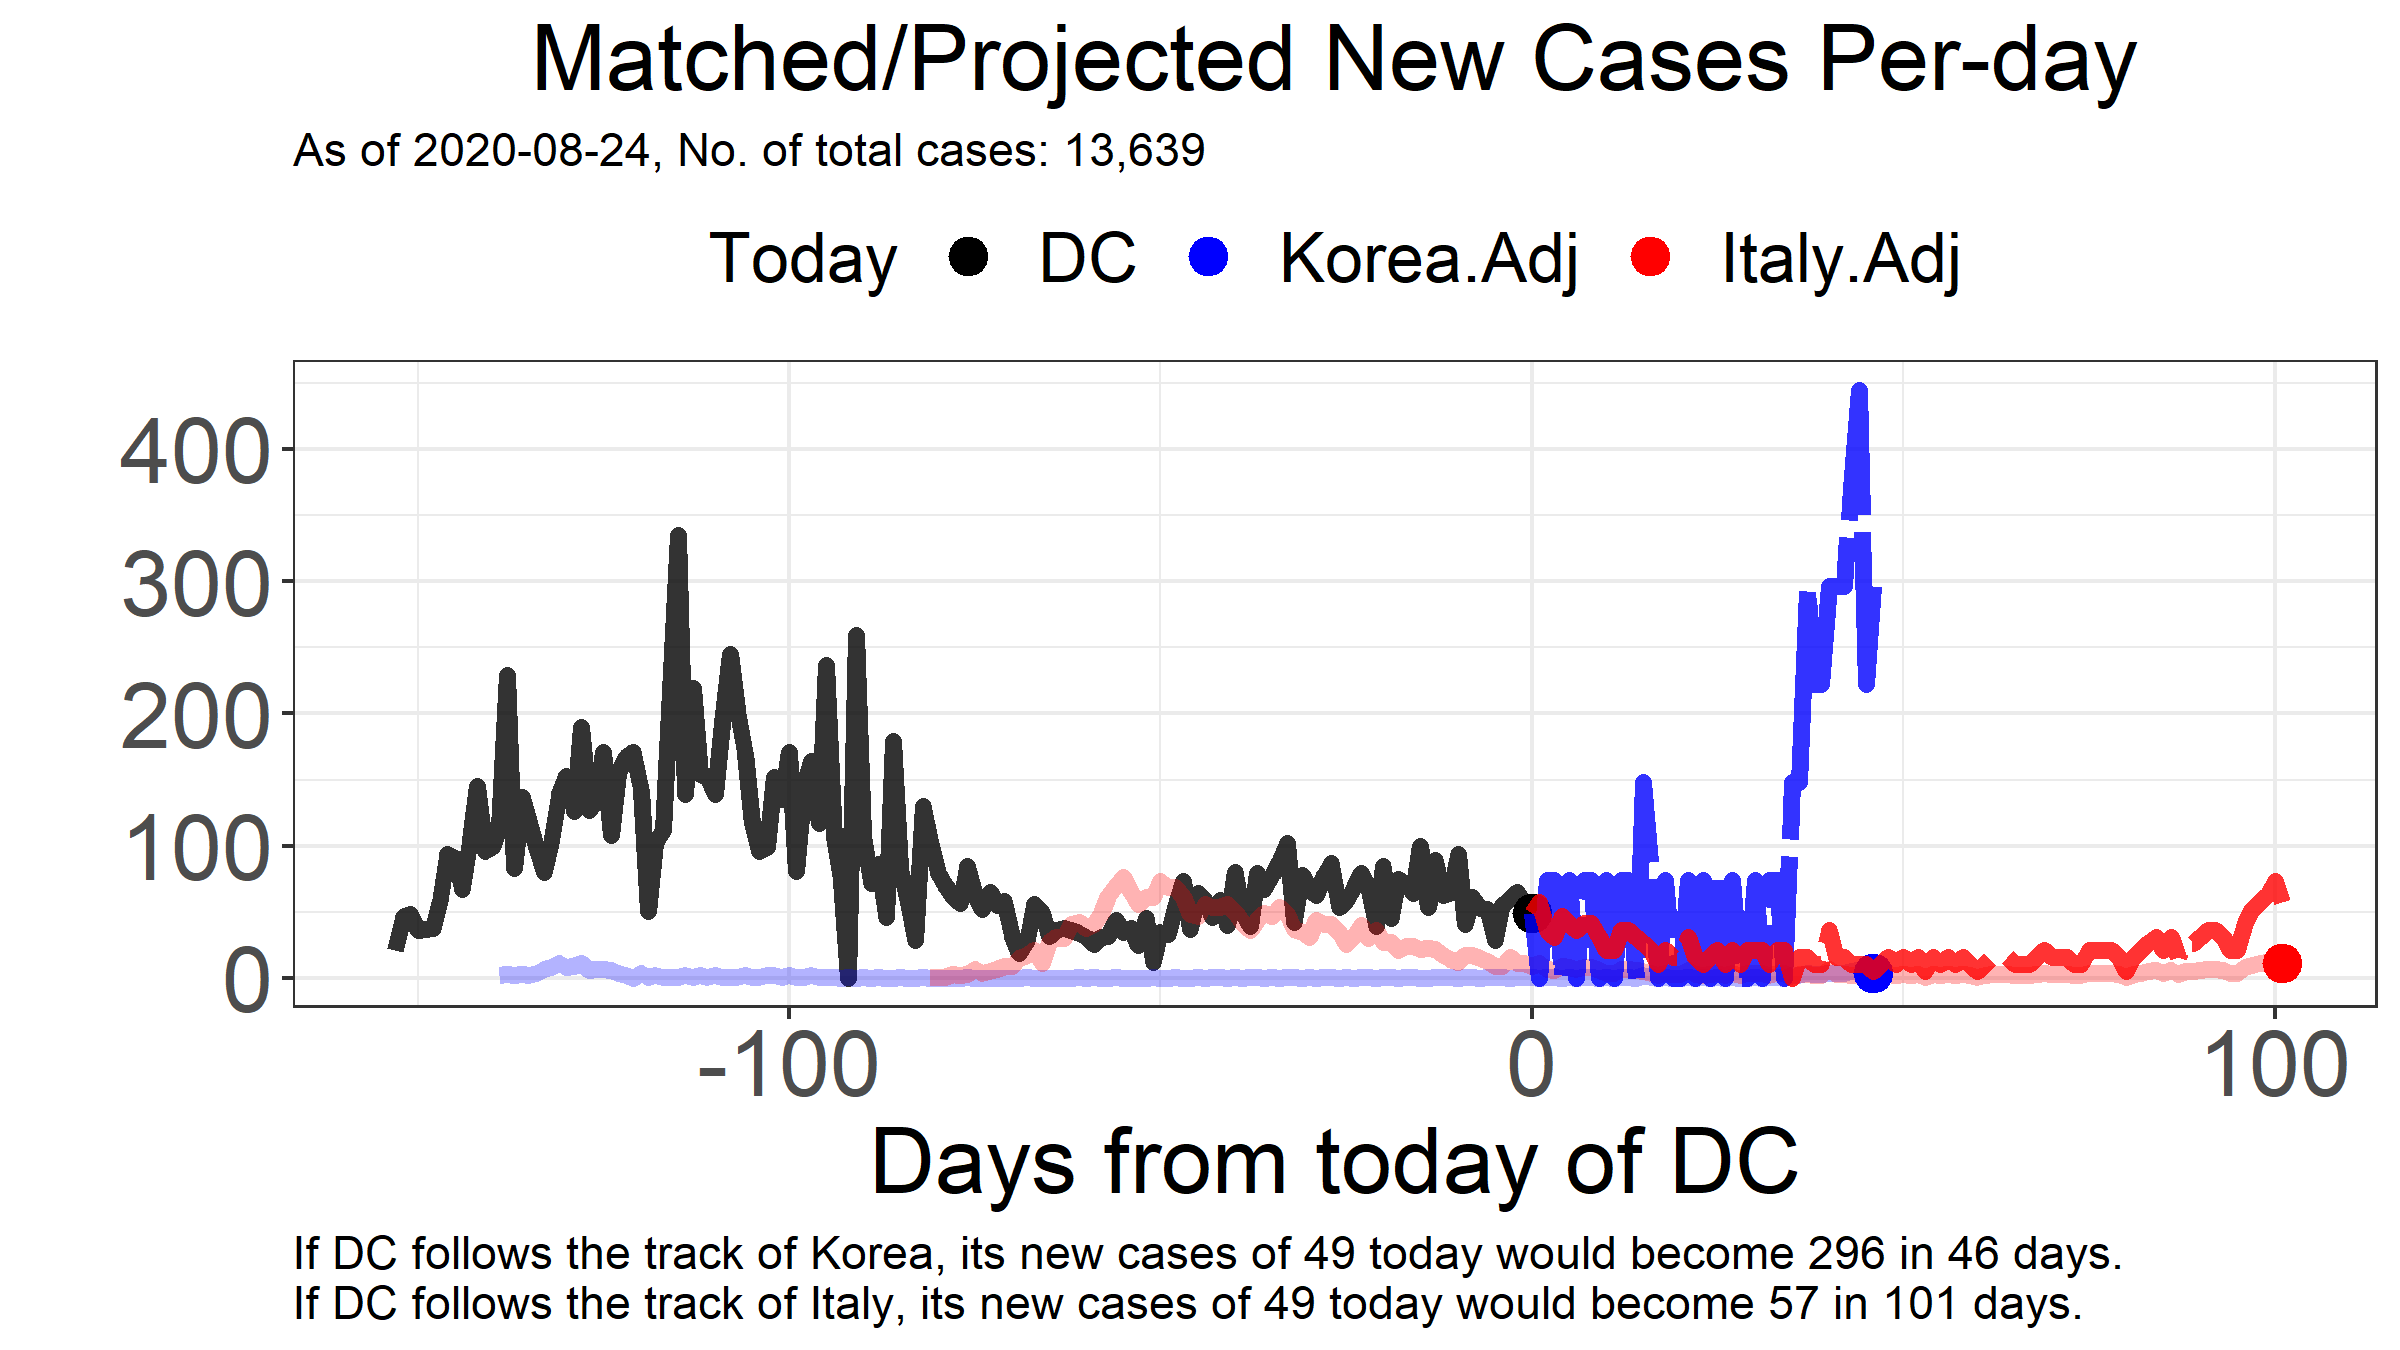 Matched/Projected New Cases Per-day
As of 2020-08-24, No. of total cases: 13,639
Today DC Korea.Adj Italy.Adj
400
300
200
100
0
-100 0 100
Days from today of DC
If DC follows the track of Korea, its new cases of 49 today would become 296 in 46 days.
If DC follows the track of Italy, its new cases of 49 today would become 57 in 101 days.